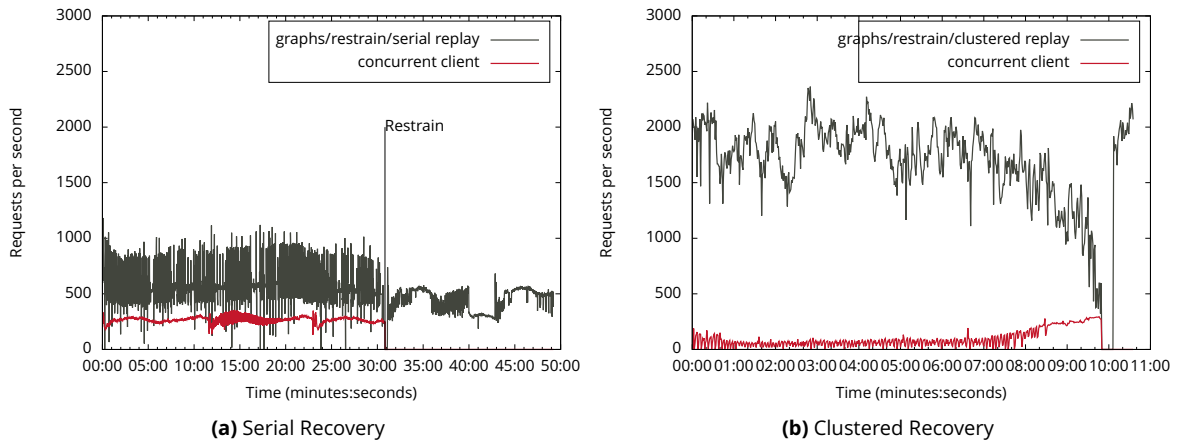 3000
2500
2000
1500
1000
500
0
Requests per second
graphs/restrain/serial replay
concurrent client
Restrain
00:00 05:00 10:00 15:00 20:00 25:00 30:00 35:00 40:00 45:00 50:00
Time (minutes:seconds)
(a) Serial Recovery
3000
2500
2000
1500
1000
500
0
Requests per second
graphs/restrain/clustered replay
concurrent client
00:00 01:00 02:00 03:00 04:00 05:00 06:00 07:00 08:00 09:00 10:00 11:00
Time (minutes:seconds)
(b) Clustered Recovery